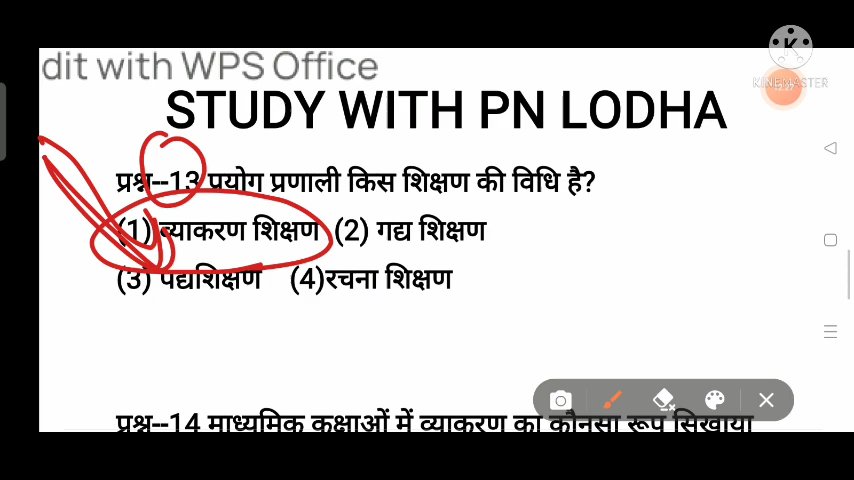 dit with WPS Office
KINEMASTER
STUDY WITH PN LODHA
प्रश्न--13 प्रयोग प्रणाली किस शिक्षण की विधि है?
(1) व्याकरण शिक्षण (2) गद्य शिक्षण
(3) पद्यशिक्षण (4)रचना शिक्षण
प्रश्न--14 माध्यमिक कक्षाओं में व्याकरण का कौनसा रूप सिखाया